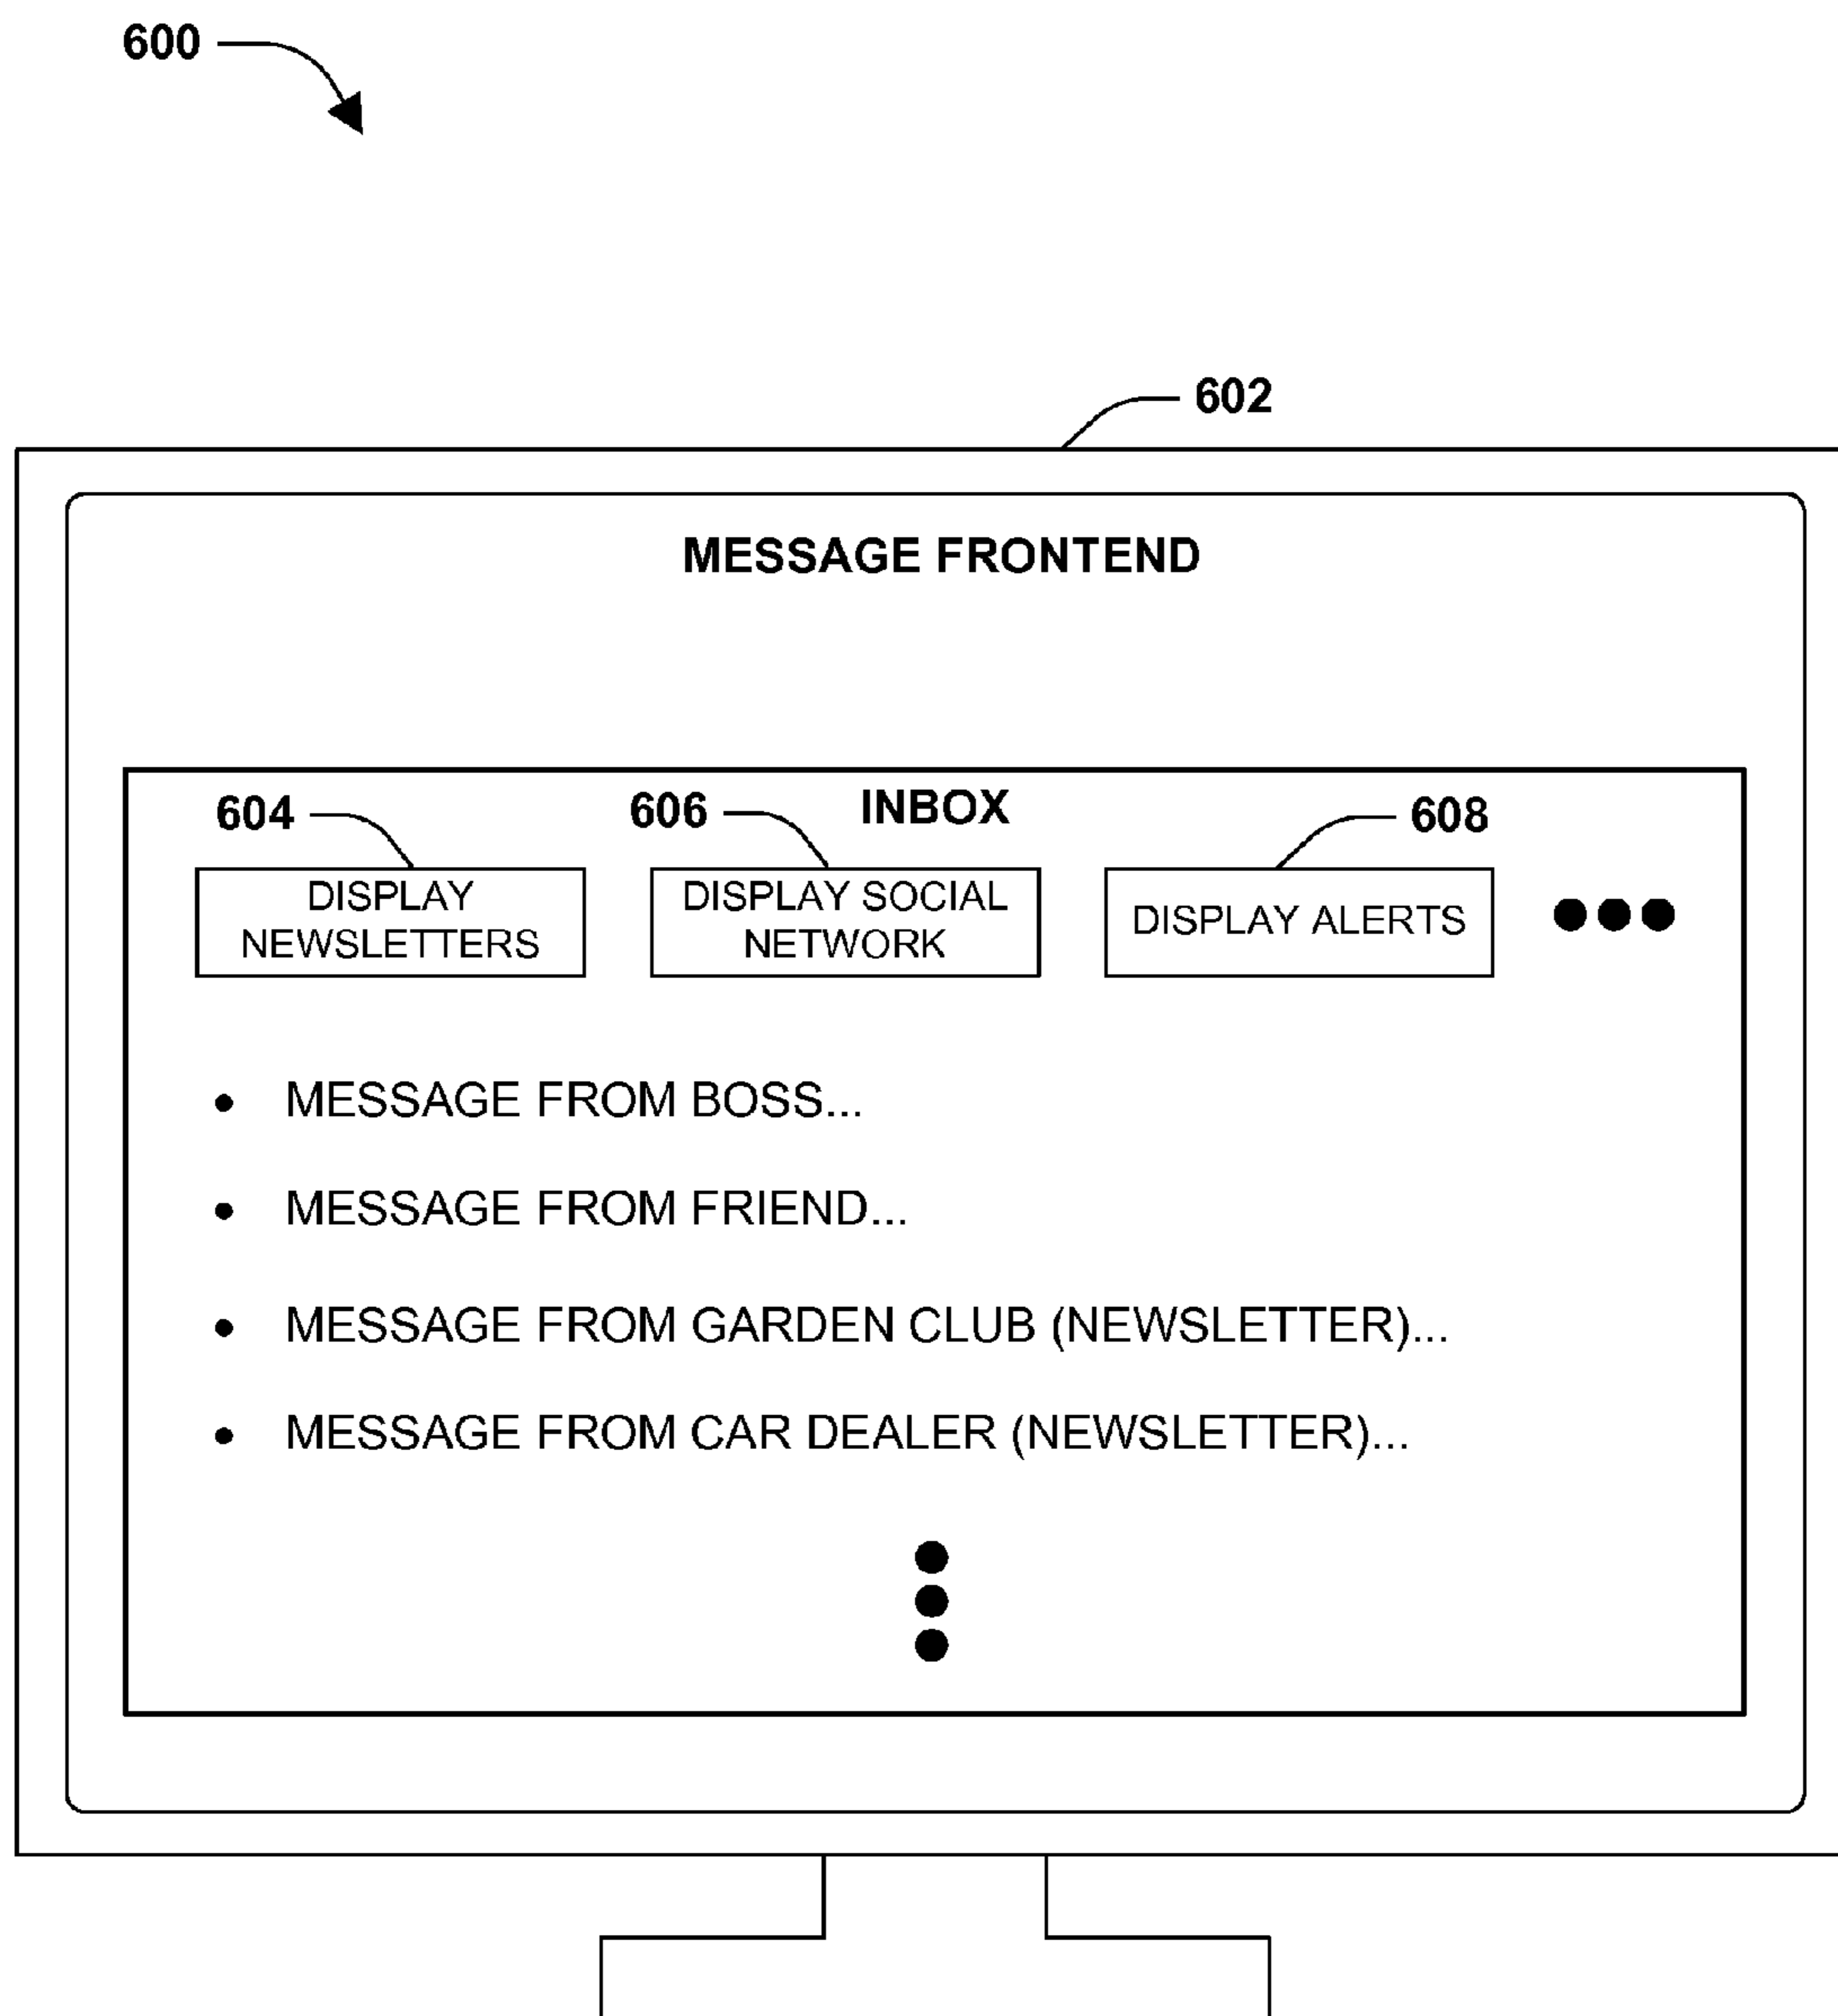 600
602
MESSAGE FRONTEND
604
606
INBOX
608
DISPLAY
NEWSLETTERS
DISPLAY SOCIAL
NETWORK
DISPLAY ALERTS
• MESSAGE FROM BOSS...
• MESSAGE FROM FRIEND...
• MESSAGE FROM GARDEN CLUB (NEWSLETTER)...
• MESSAGE FROM CAR DEALER (NEWSLETTER)...